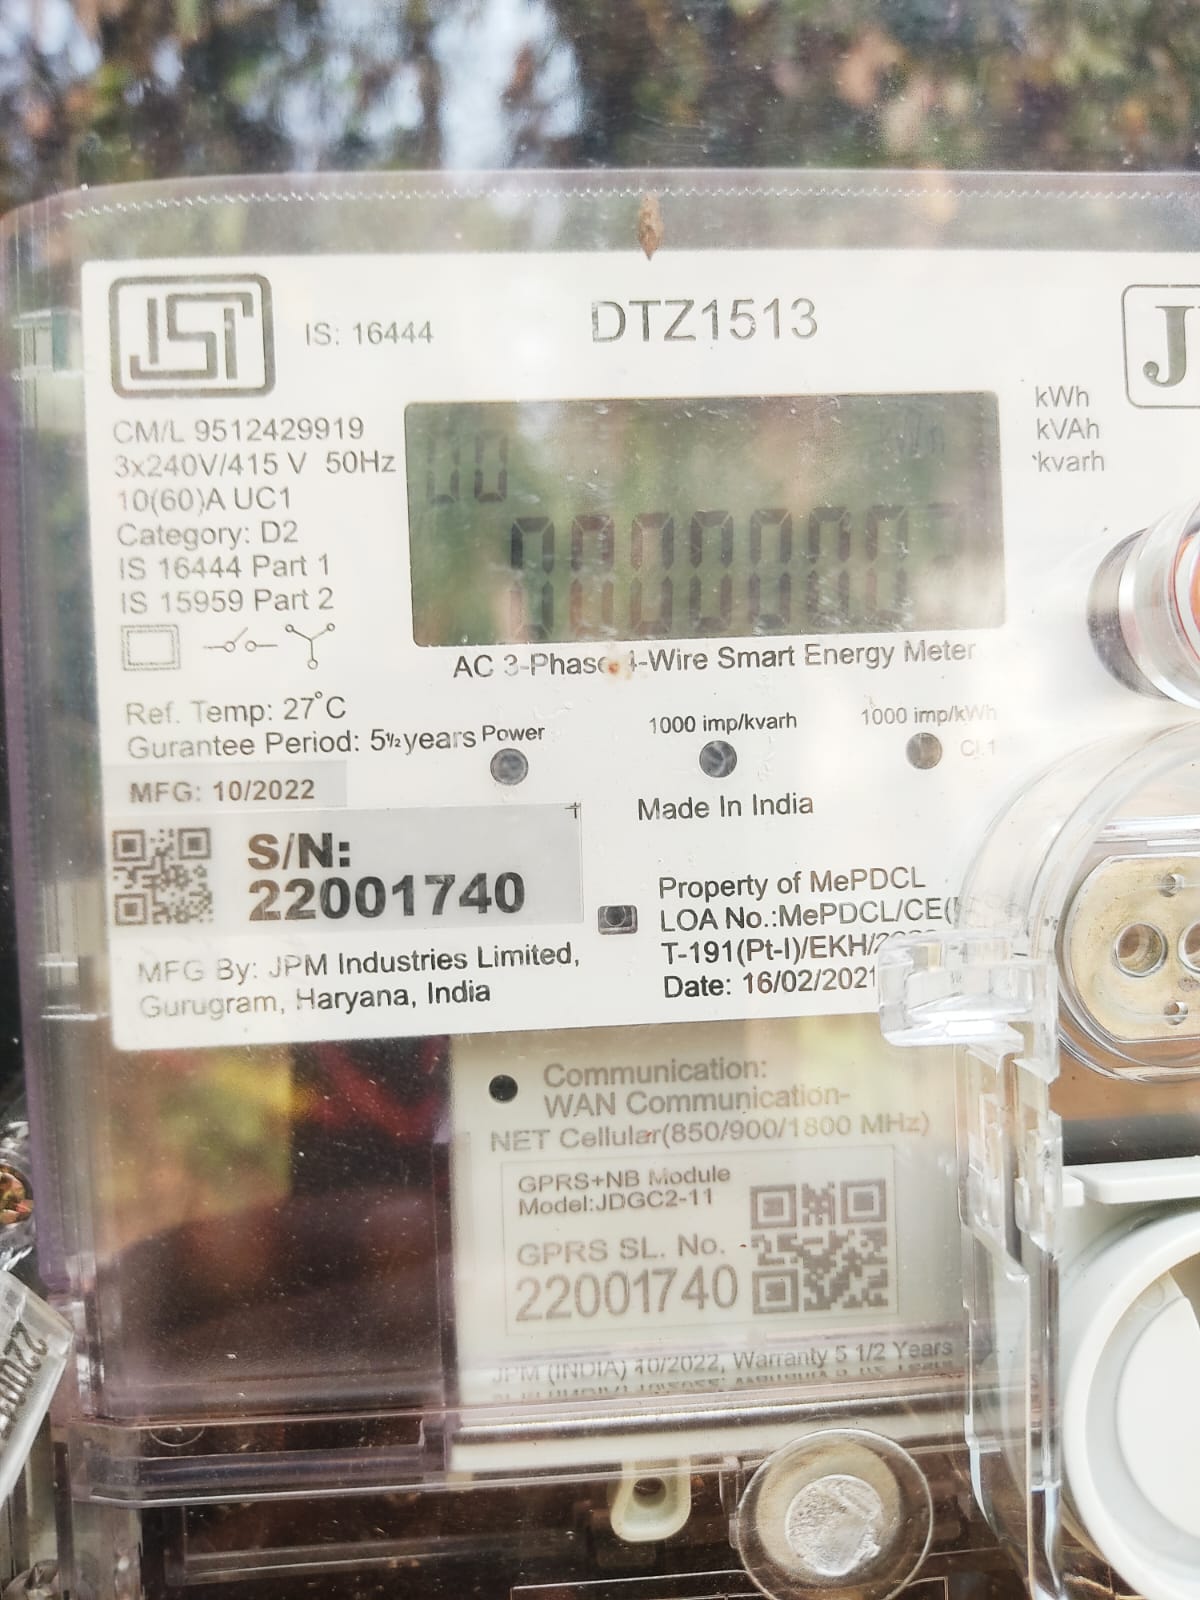 ISI
IS: 16444
DTZ1513
J
kWh
kVAh
kvarh
CM/L 9512429919
3x240V/415 V 50Hz
10(60)A UC1
Category: D2
IS 16444 Part 1
IS 15959 Part 2
AC 3-Phase 4-Wire Smart Energy Meter
Ref. Temp: 27°C
Gurantee Period: 5½years
Power
1000 imp/kvarh
1000 imp/kWh
Cl.1
MFG: 10/2022
Made In India
S/N:
22001740
Property of MePDCL
LOA No.:MePDCL/CE(
T-191(Pt-I)/EKH/
Date: 16/02/2021
MFG By: JPM Industries Limited,
Gurugram, Haryana, India
Communication:
WAN Communication-
NET Cellular(850/900/1800 MHz)
GPRS+NB Module
Model:JDGC2-11
GPRS SL. No.
22001740
JPM (INDIA) 10/2022, Warranty 5 1/2 Years